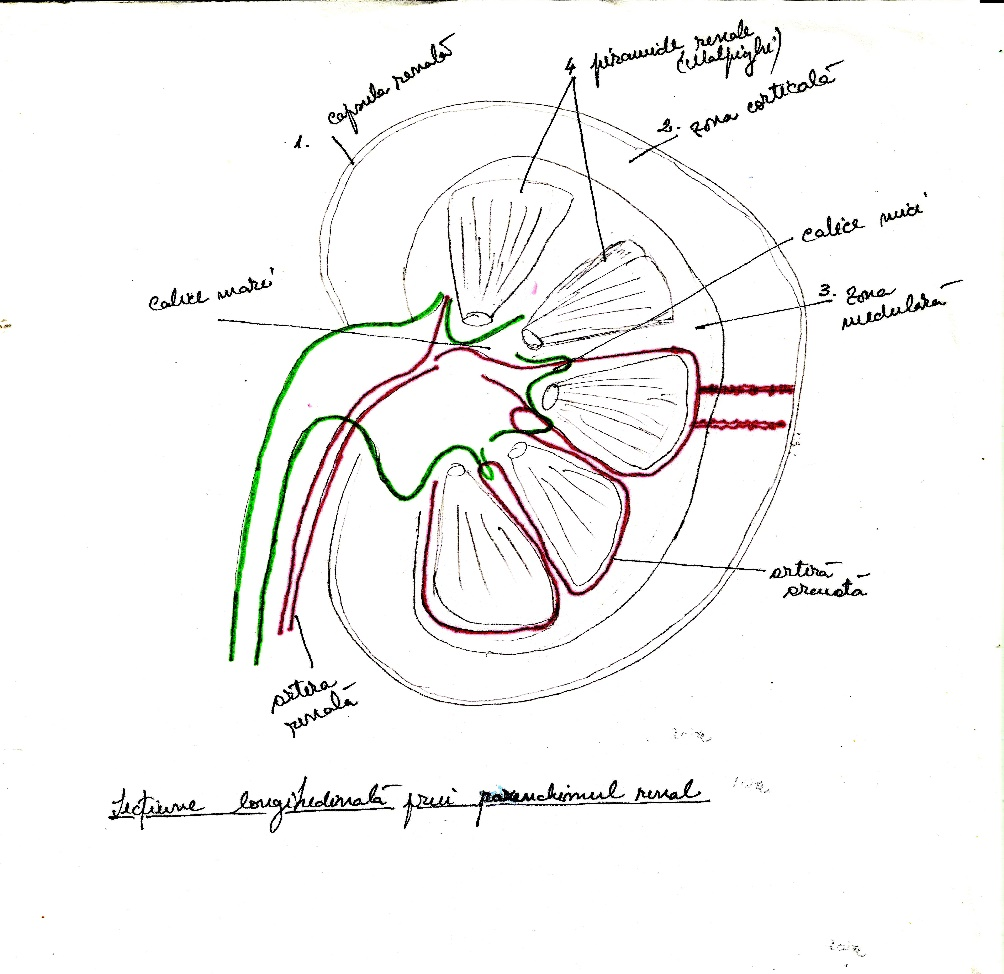 4 piramide renale
(Malpighi)
1. capsula renală
2. zona corticală
calice mici
calice mari
3. zona
medulară
arteră
arcuată
artera
renală
Secțiune longitudinală prin parenchimul renal